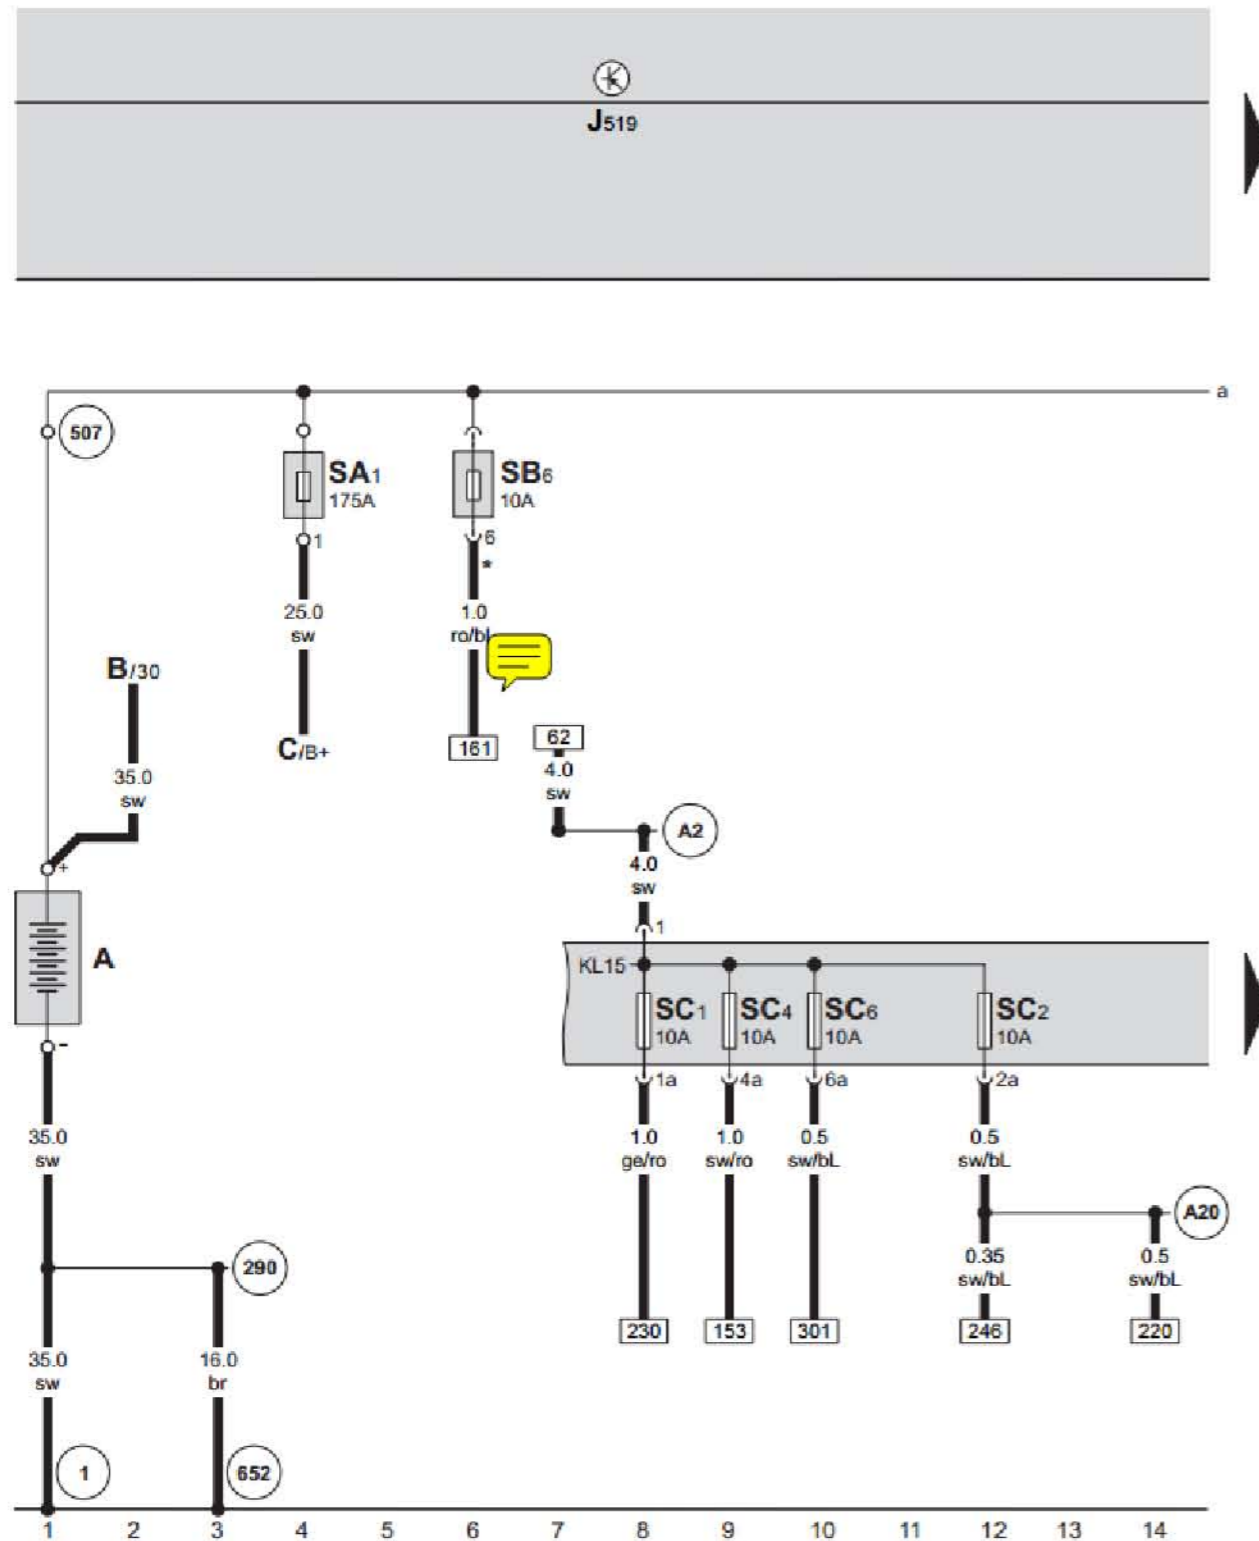 J519
a
507
SA1
175A
SB6
10A
1
6
*
25.0
sw
1.0
ro/bl
B/30
C/B+
161
62
35.0
sw
4.0
sw
A2
4.0
sw
+
1
A
KL15
SC1
10A
SC4
10A
SC6
10A
SC2
10A
-
1a
4a
6a
2a
35.0
sw
1.0
ge/ro
1.0
sw/ro
0.5
sw/bL
0.5
sw/bL
A20
290
0.35
sw/bL
0.5
sw/bL
230
153
301
246
220
35.0
sw
16.0
br
1
652
1 2 3 4 5 6 7 8 9 10 11 12 13 14